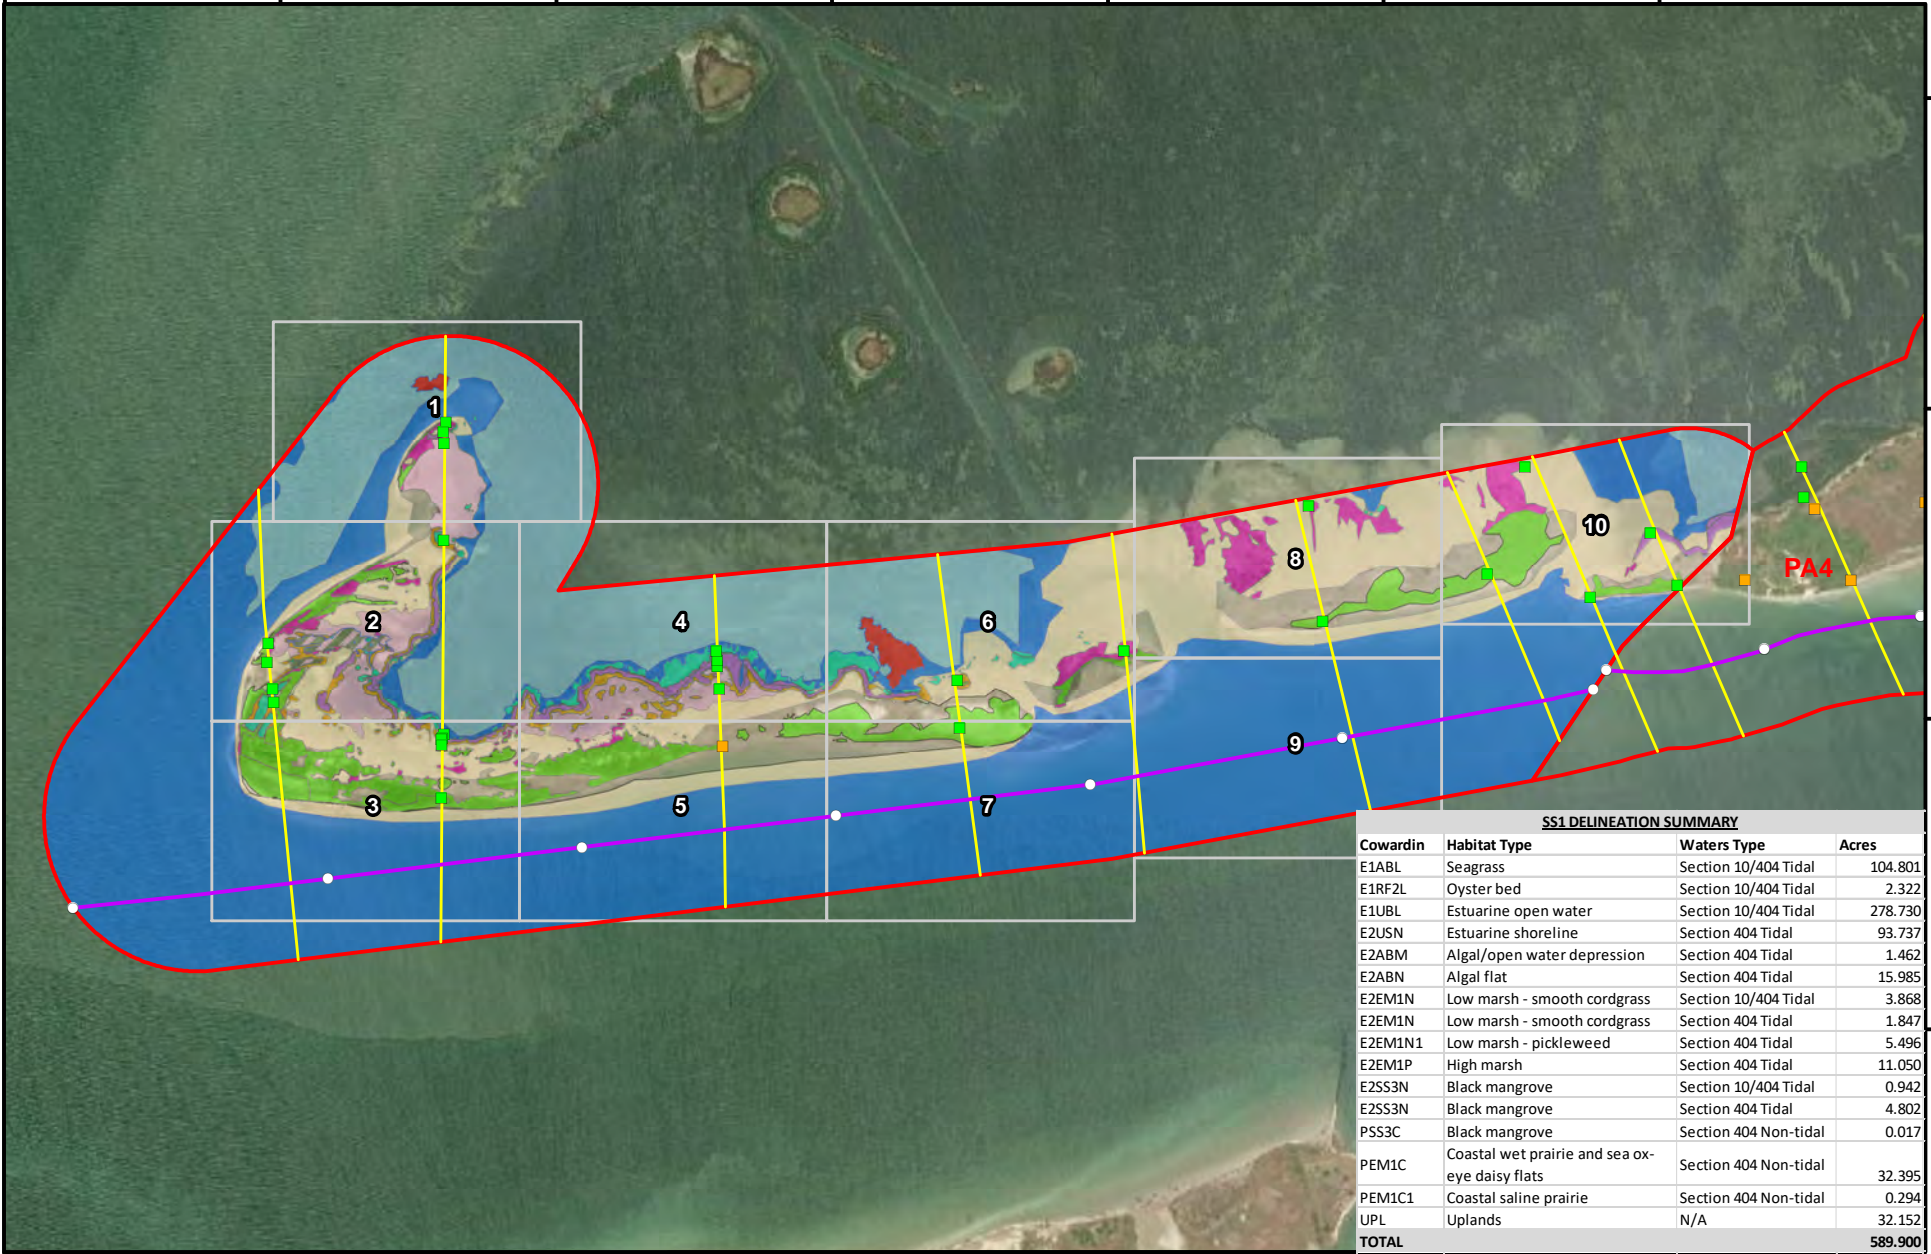 1
2
4
6
8
10
PA4
3
5
7
9
SS1 DELINEATION SUMMARY
Cowardin Habitat Type Waters Type Acres
E1ABL Seagrass Section 10/404 Tidal 104.801
E1RF2L Oyster bed Section 10/404 Tidal 2.322
E1UBL Estuarine open water Section 10/404 Tidal 278.730
E2USN Estuarine shoreline Section 404 Tidal 93.737
E2ABM Algal/open water depression Section 404 Tidal 1.462
E2ABN Algal flat Section 404 Tidal 15.985
E2EM1N Low marsh - smooth cordgrass Section 10/404 Tidal 3.868
E2EM1N Low marsh - smooth cordgrass Section 404 Tidal 1.847
E2EM1N1 Low marsh - pickleweed Section 404 Tidal 5.496
E2EM1P High marsh Section 404 Tidal 11.050
E2SS3N Black mangrove Section 10/404 Tidal 0.942
E2SS3N Black mangrove Section 404 Tidal 4.802
PSS3C Black mangrove Section 404 Non-tidal 0.017
PEM1C Coastal wet prairie and sea ox-
eye daisy flats Section 404 Non-tidal 32.395
PEM1C1 Coastal saline prairie Section 404 Non-tidal 0.294
UPL Uplands N/A 32.152
TOTAL 589.900